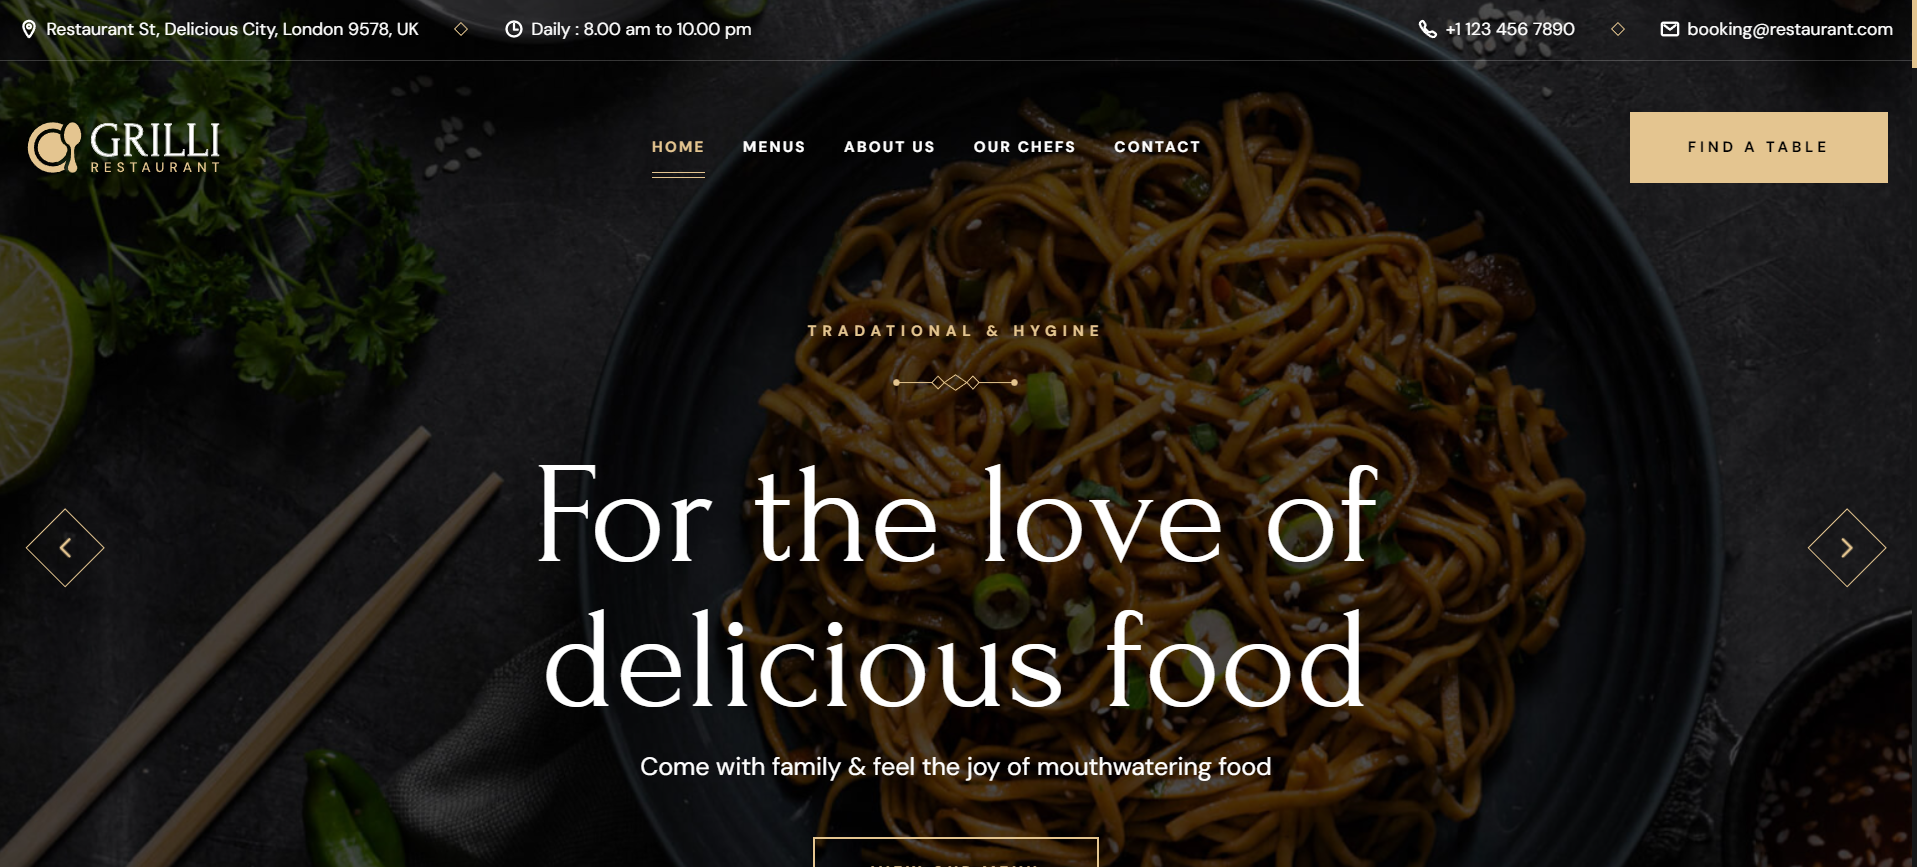 Restaurant St, Delicious City, London 9578, UK
Daily : 8.00 am to 10.00 pm
+1 123 456 7890
booking@restaurant.com
GRILLI
RESTAURANT
HOME
MENUS
ABOUT US
OUR CHEFS
CONTACT
FIND A TABLE
TRADATIONAL & HYGINE
For the love of
delicious food
Come with family & feel the joy of mouthwatering food